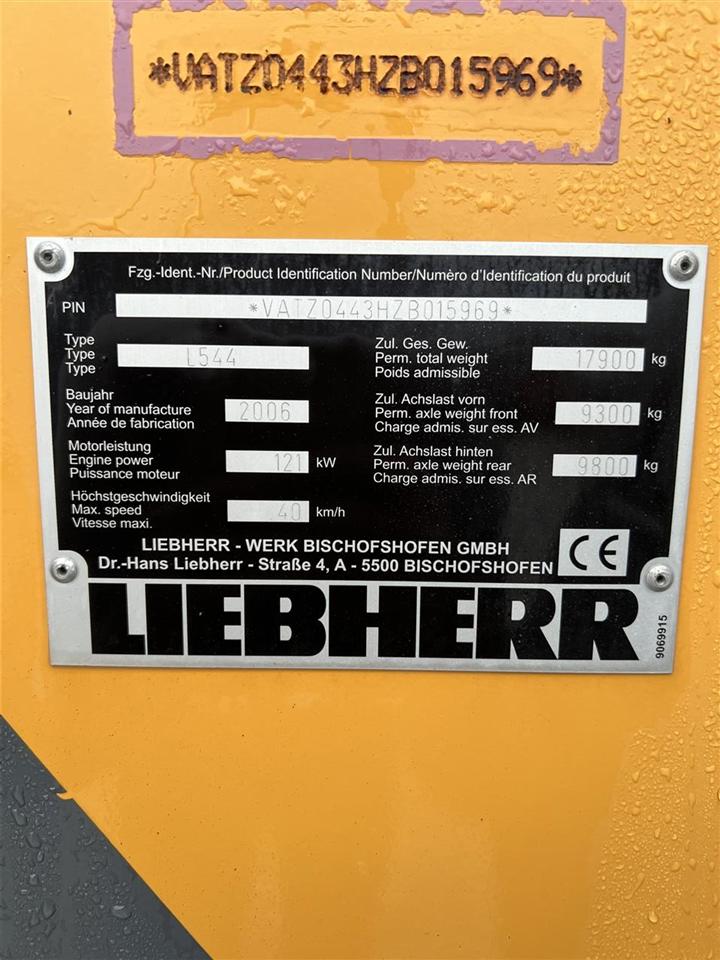 *VATZ0443HZB015969*
Fzg.-Ident.-Nr./Product Identification Number/Numèro d'Identification du produit
PIN *VATZ0443HZB015969*
Type
Type L544
Type
Zul. Ges. Gew.
Perm. total weight 17900 kg
Poids admissible
Baujahr
Year of manufacture 2006
Année de fabrication
Zul. Achslast vorn
Perm. axle weight front 9300 kg
Charge admis. sur ess. AV
Motorleistung
Engine power 121 kW
Puissance moteur
Zul. Achslast hinten
Perm. axle weight rear 9800 kg
Charge admis. sur ess. AR
Höchstgeschwindigkeit
Max. speed 40 km/h
Vitesse maxi.
LIEBHERR - WERK BISCHOFSHOFEN GMBH
Dr.-Hans Liebherr - Straße 4, A - 5500 BISCHOFSHOFEN
CE
LIEBHERR
9069915